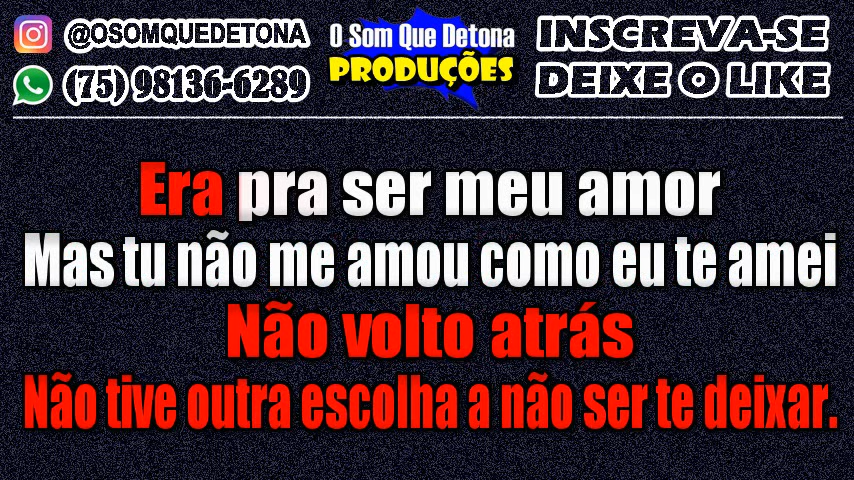 @OSOMQUEDETONA
(75) 98136-6289
O Som Que Detona
PRODUÇÕES
INSCREVA-SE
DEIXE O LIKE
Era pra ser meu amor
Mas tu não me amou como eu te amei
Não volto atrás
Não tive outra escolha a não ser te deixar.